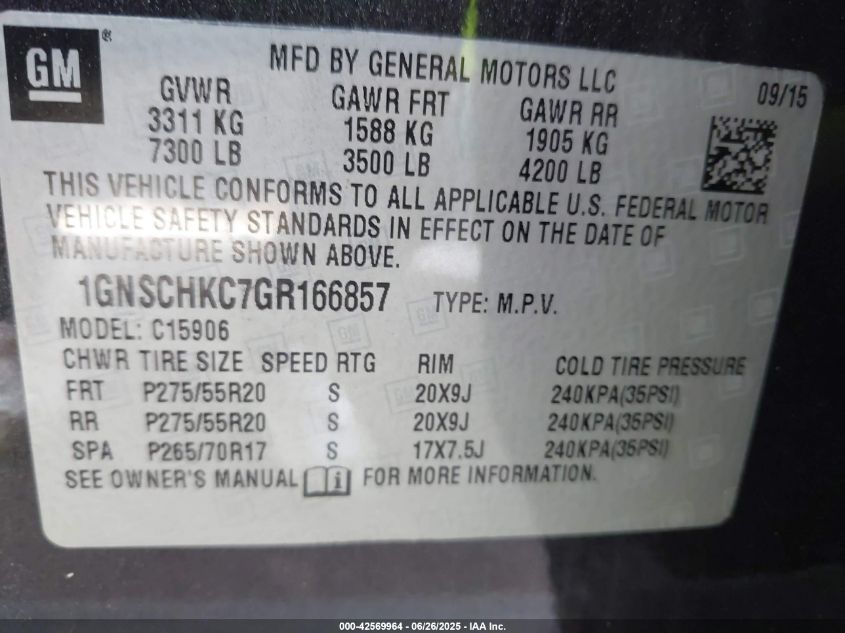 GM®
MFD BY GENERAL MOTORS LLC
09/15
GVWR GAWR FRT GAWR RR
3311 KG 1588 KG 1905 KG
7300 LB 3500 LB 4200 LB
THIS VEHICLE CONFORMS TO ALL APPLICABLE U.S. FEDERAL MOTOR
VEHICLE SAFETY STANDARDS IN EFFECT ON THE DATE OF
MANUFACTURE SHOWN ABOVE.
1GNSCHKC7GR166857 TYPE: M.P.V.
MODEL: C15906
CHWR TIRE SIZE SPEED RTG RIM COLD TIRE PRESSURE
FRT P275/55R20 S 20X9J 240KPA(35PSI)
RR P275/55R20 S 20X9J 240KPA(35PSI)
SPA P265/70R17 S 17X7.5J 240KPA(35PSI)
SEE OWNER'S MANUAL i FOR MORE INFORMATION.
000-42569964 / 06/26/2025 - IAA Inc.